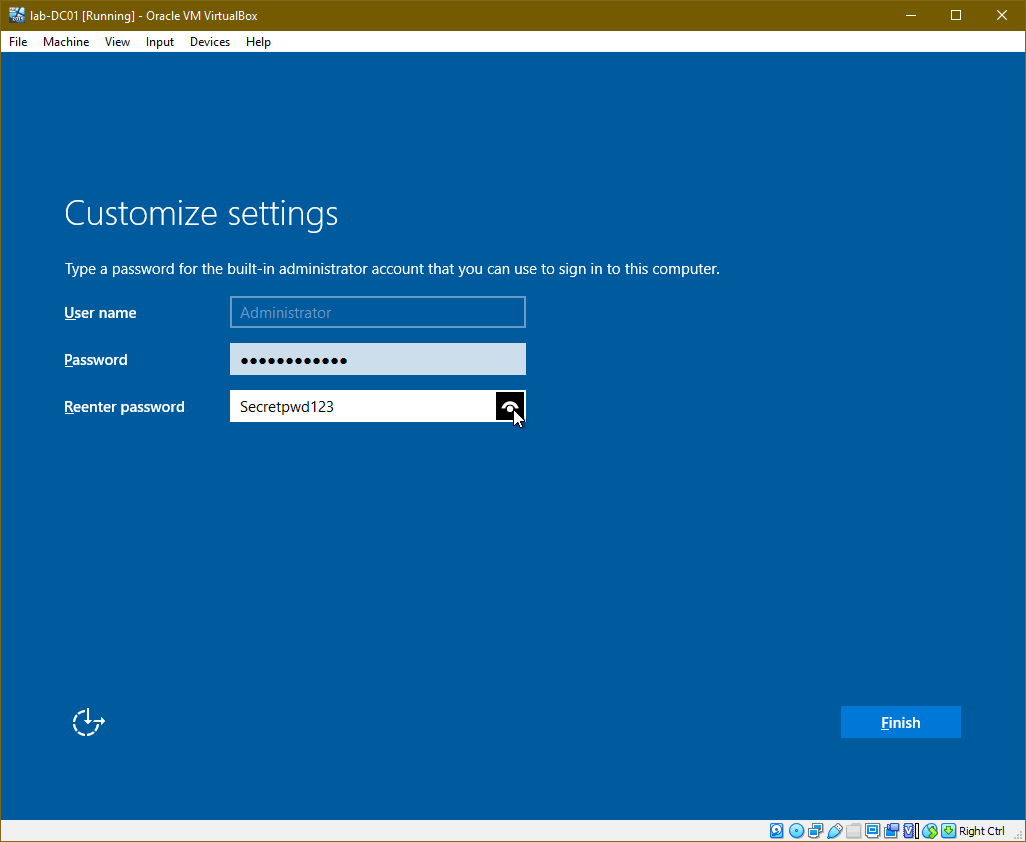 lab-DC01 [Running] - Oracle VM VirtualBox
File Machine View Input Devices Help
Customize settings
Type a password for the built-in administrator account that you can use to sign in to this computer.
User name Administrator
Password ●●●●●●●●●●●●
Reenter password Secretpwd123
Finish
Right Ctrl